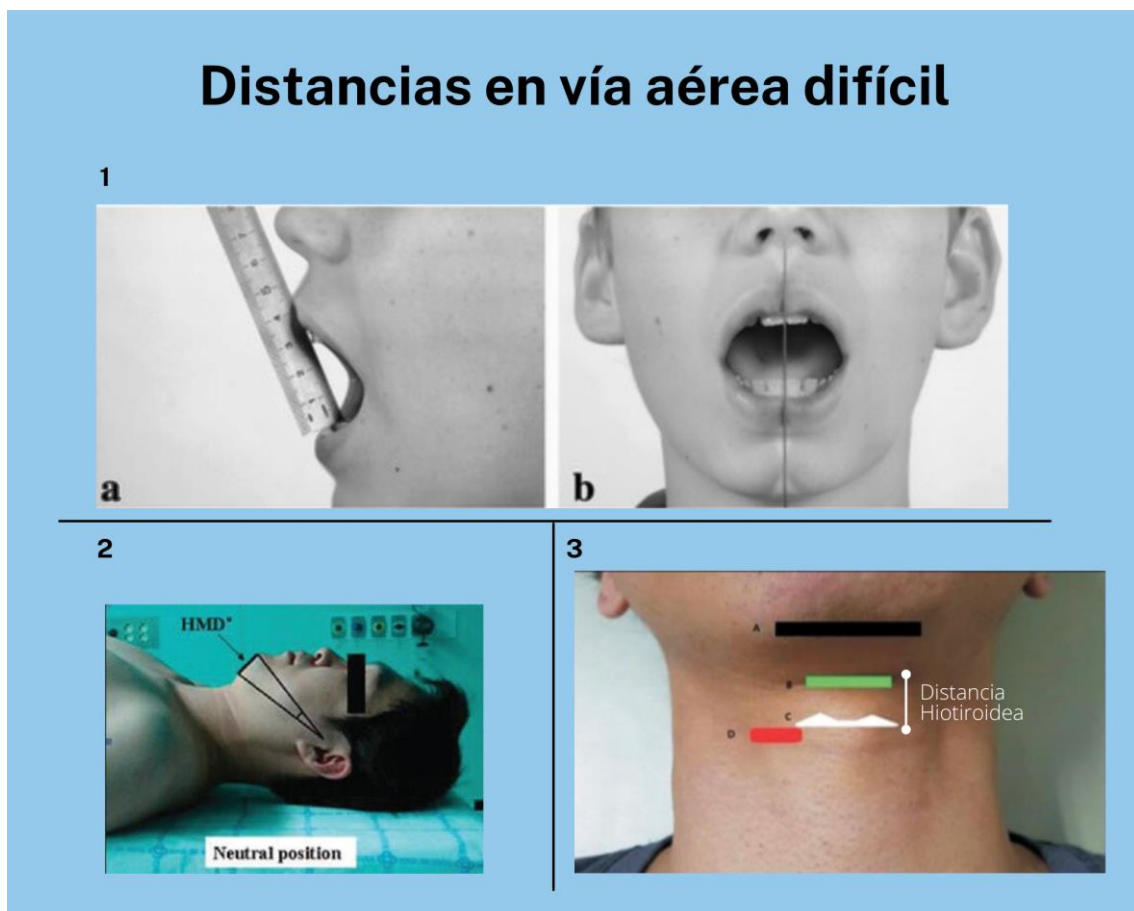 Distancias en vía aérea difícil
1
a
b
2
3
HMD*
Neutral position
A
B
C
D
Distancia
Hiotiroidea